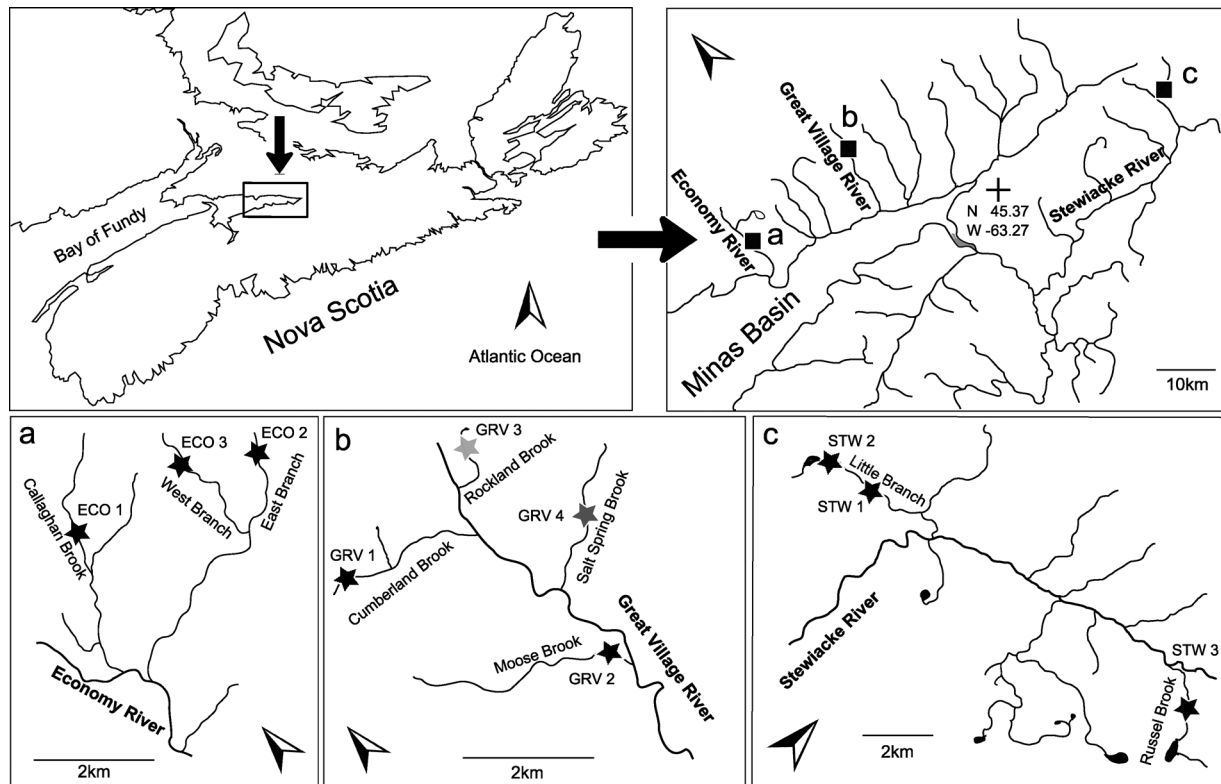 Bay of Fundy
Nova Scotia
Atlantic Ocean
c
b
a
Great Village River
Economy River
Stewiacke River
N 45.37
W -63.27
Minas Basin
10km
a
ECO 3
ECO 2
ECO 1
Callaghan Brook
West Branch
East Branch
Economy River
2km
b
GRV 3
Rockland Brook
GRV 4
Salt Spring Brook
GRV 1
Cumberland Brook
Great Village River
Moose Brook
GRV 2
2km
c
STW 2
Little Branch
STW 1
Stewiacke River
STW 3
Russel Brook
2km